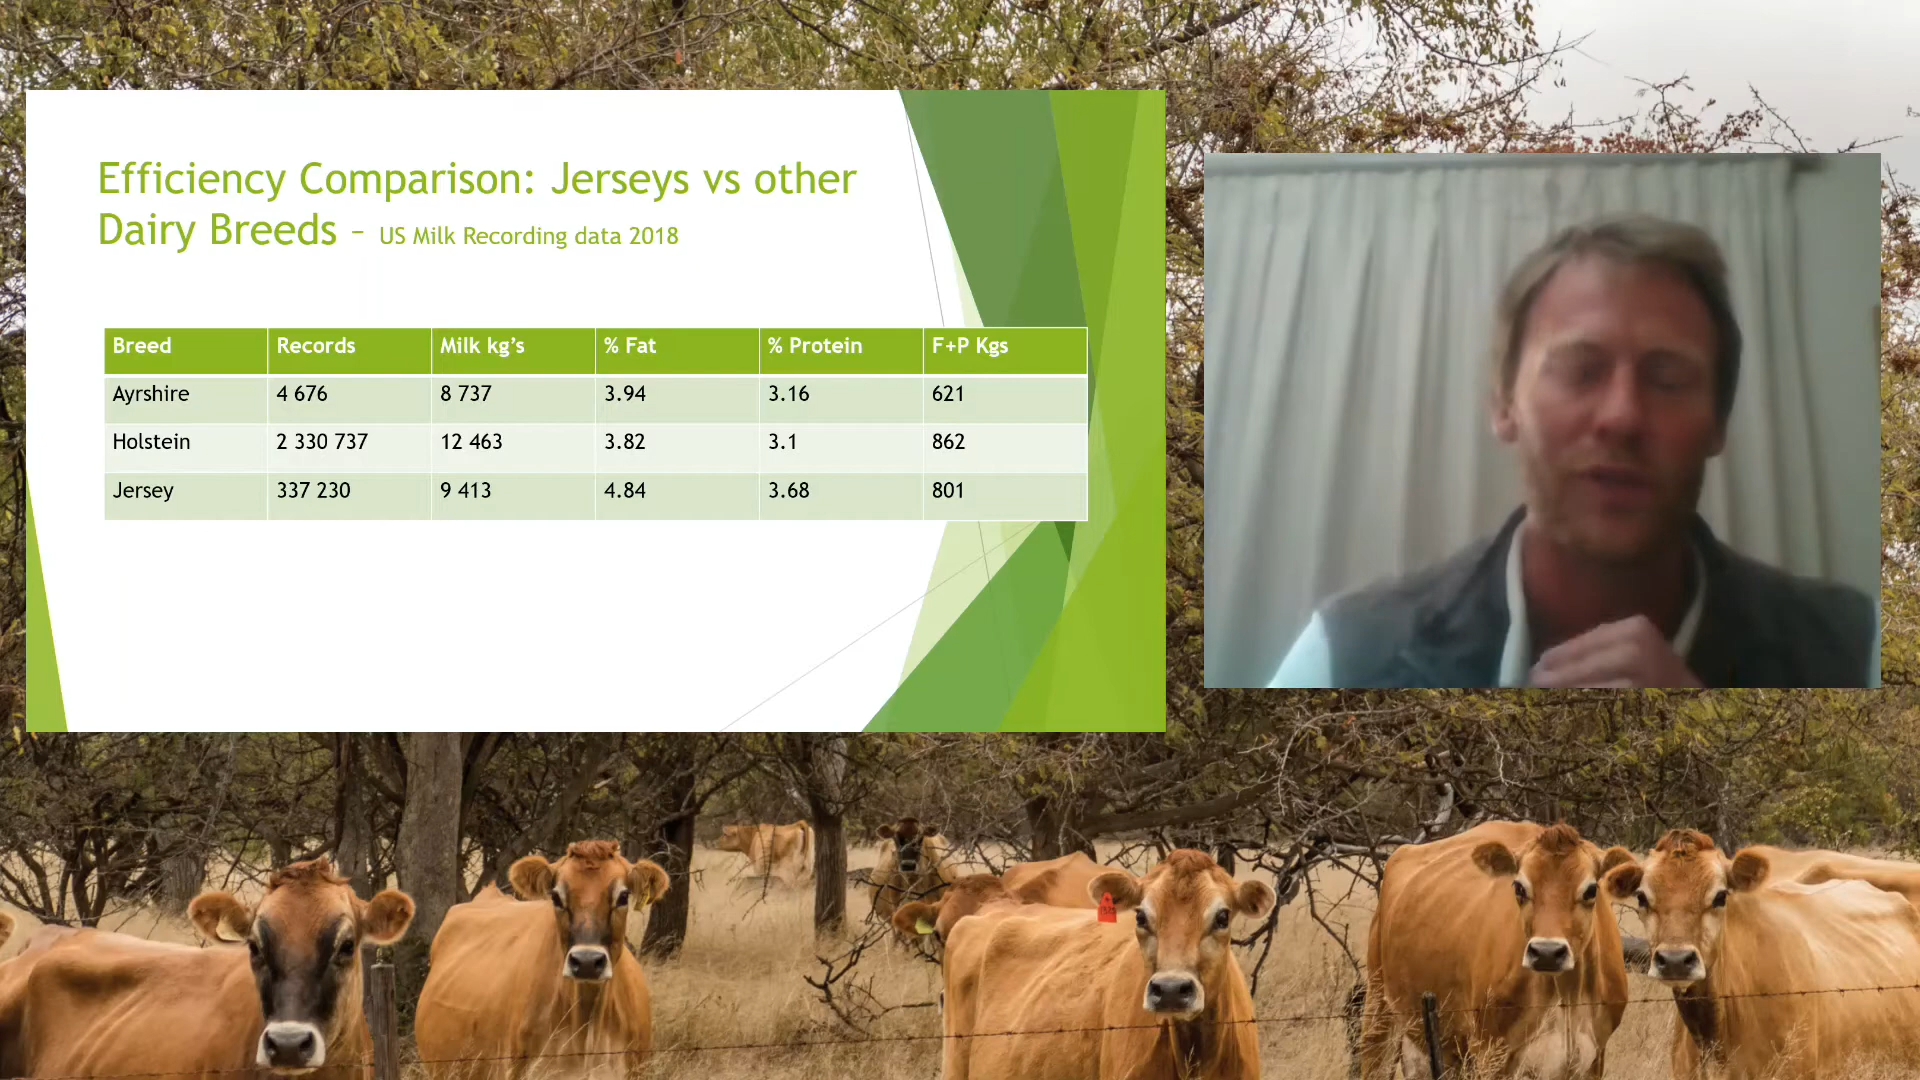 Efficiency Comparison: Jerseys vs other
Dairy Breeds – US Milk Recording data 2018
Breed Records Milk kg’s % Fat % Protein F+P Kgs
Ayrshire 4 676 8 737 3.94 3.16 621
Holstein 2 330 737 12 463 3.82 3.1 862
Jersey 337 230 9 413 4.84 3.68 801